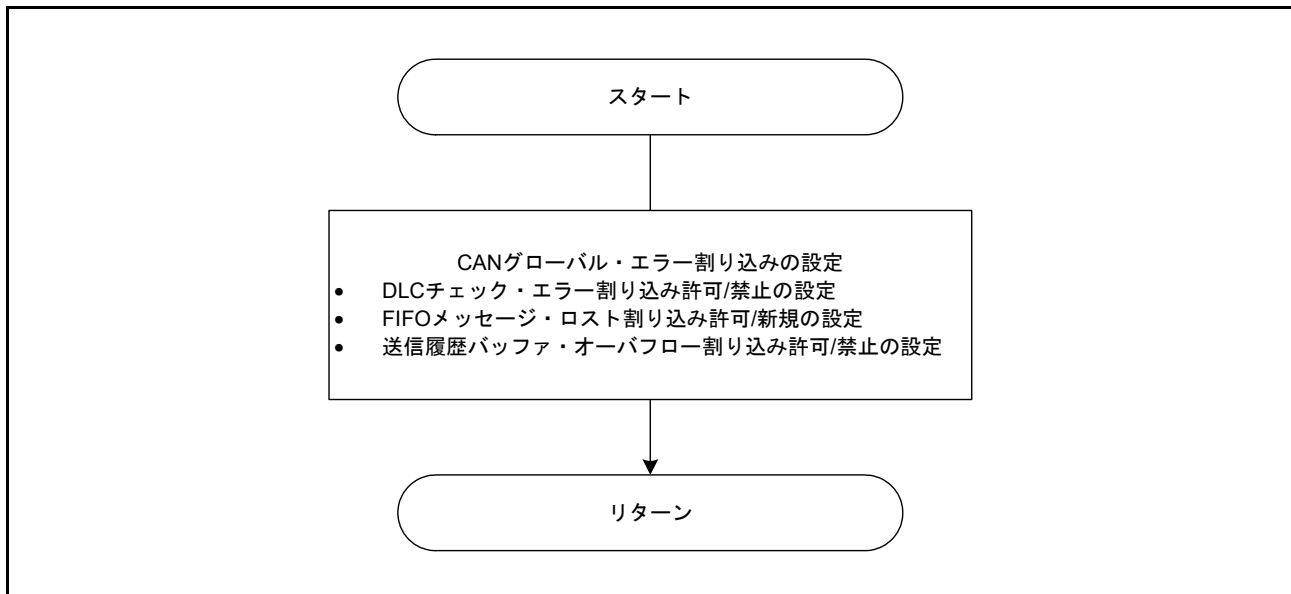 スタート
CANグローバル・エラー割り込みの設定
• DLCチェック・エラー割り込み許可/禁止の設定
• FIFOメッセージ・ロスト割り込み許可/新規の設定
• 送信履歴バッファ・オーバフロー割り込み許可/禁止の設定
リターン